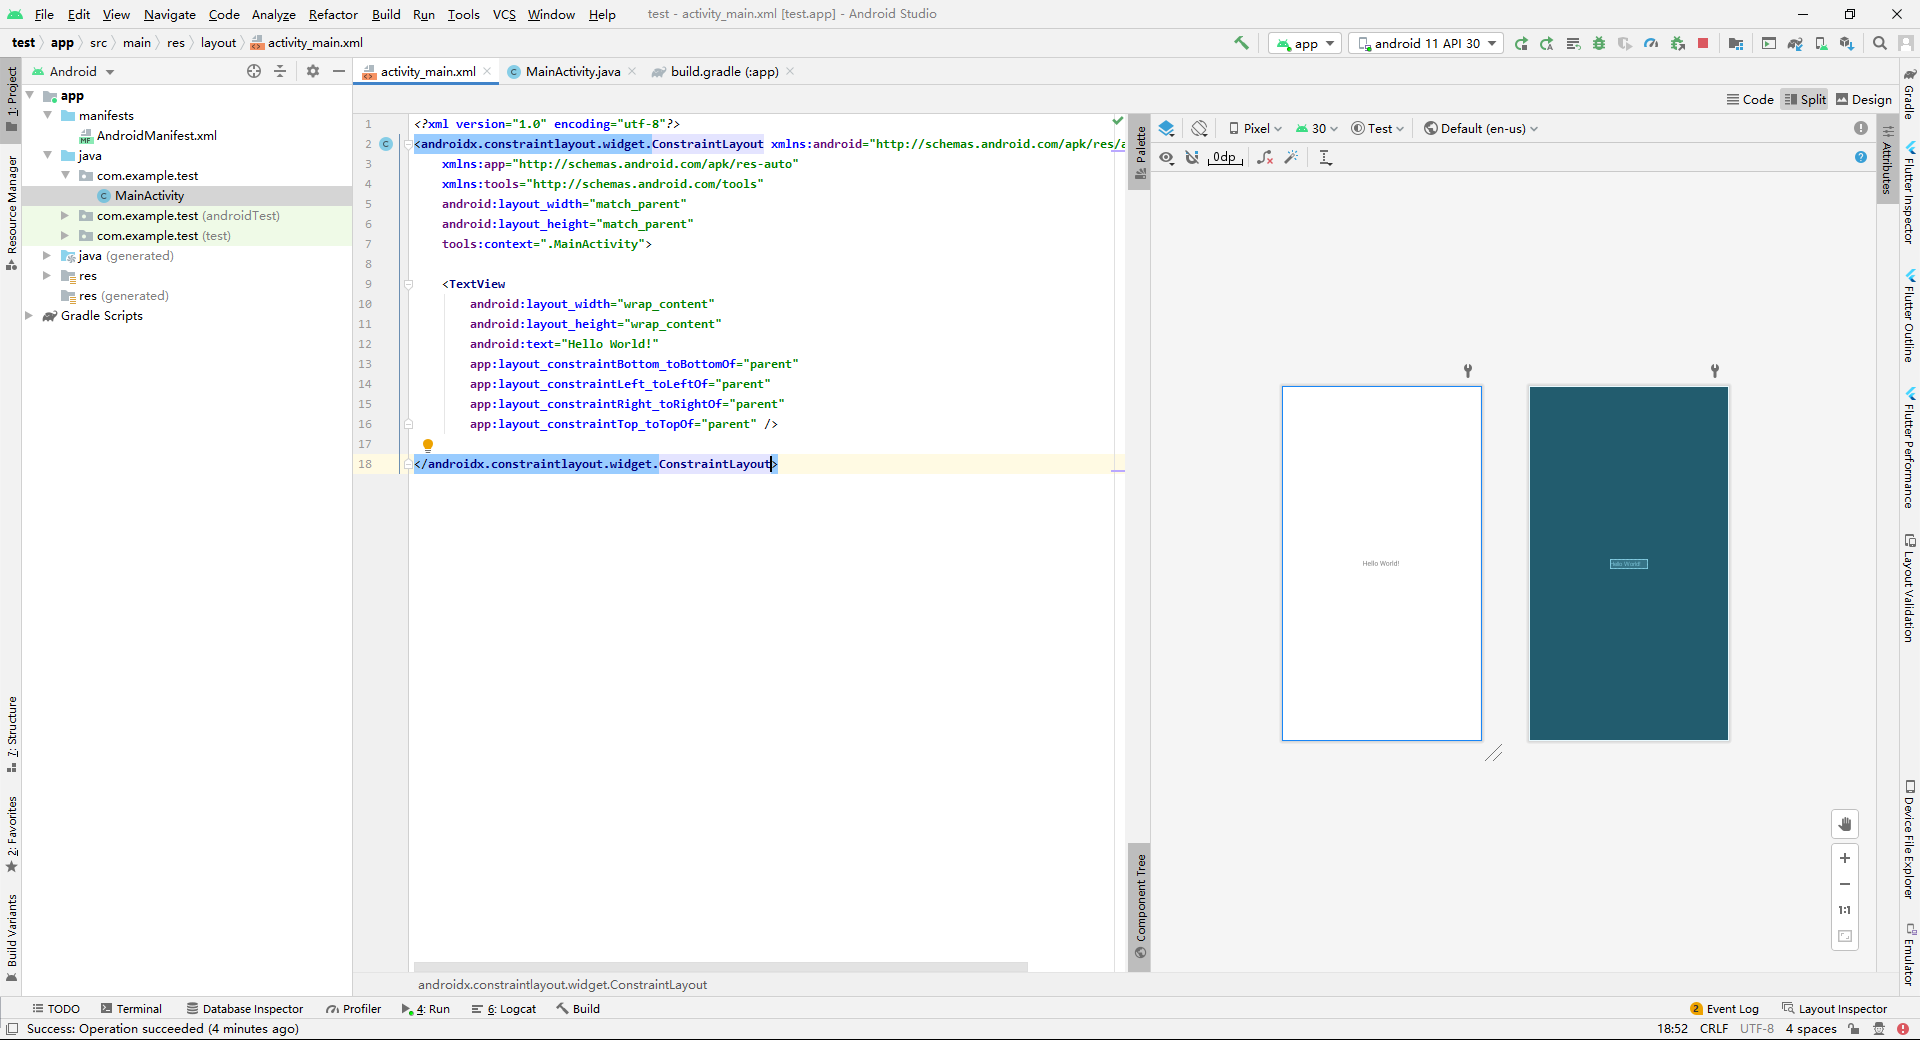 File Edit View Navigate Code Analyze Refactor Build Run Tools VCS Window Help test - activity_main.xml [test.app] - Android Studio
test app src main res layout activity_main.xml app android 11 API 30
Android activity_main.xml MainActivity.java build.gradle (:app)
Code Split Design
app
manifests
AndroidManifest.xml
java
com.example.test
MainActivity
com.example.test (androidTest)
com.example.test (test)
java (generated)
res
res (generated)
Gradle Scripts
1: Project
Resource Manager
7: Structure
2: Favorites
Build Variants
1 <?xml version="1.0" encoding="utf-8"?>
2 <androidx.constraintlayout.widget.ConstraintLayout xmlns:android="http://schemas.android.com/apk/res/a
3 xmlns:app="http://schemas.android.com/apk/res-auto"
4 xmlns:tools="http://schemas.android.com/tools"
5 android:layout_width="match_parent"
6 android:layout_height="match_parent"
7 tools:context=".MainActivity">
8
9 <TextView
10 android:layout_width="wrap_content"
11 android:layout_height="wrap_content"
12 android:text="Hello World!"
13 app:layout_constraintBottom_toBottomOf="parent"
14 app:layout_constraintLeft_toLeftOf="parent"
15 app:layout_constraintRight_toRightOf="parent"
16 app:layout_constraintTop_toTopOf="parent" />
17
18 </androidx.constraintlayout.widget.ConstraintLayout>
androidx.constraintlayout.widget.ConstraintLayout
Palette
Component Tree
Pixel 30 Test Default (en-us)
0dp
Hello World!
Hello World!
1:1
Attributes
Gradle
Flutter Inspector
Flutter Outline
Flutter Performance
Layout Validation
Device File Explorer
Emulator
TODO Terminal Database Inspector Profiler 4: Run 6: Logcat Build 2 Event Log Layout Inspector
Success: Operation succeeded (4 minutes ago) 18:52 CRLF UTF-8 4 spaces